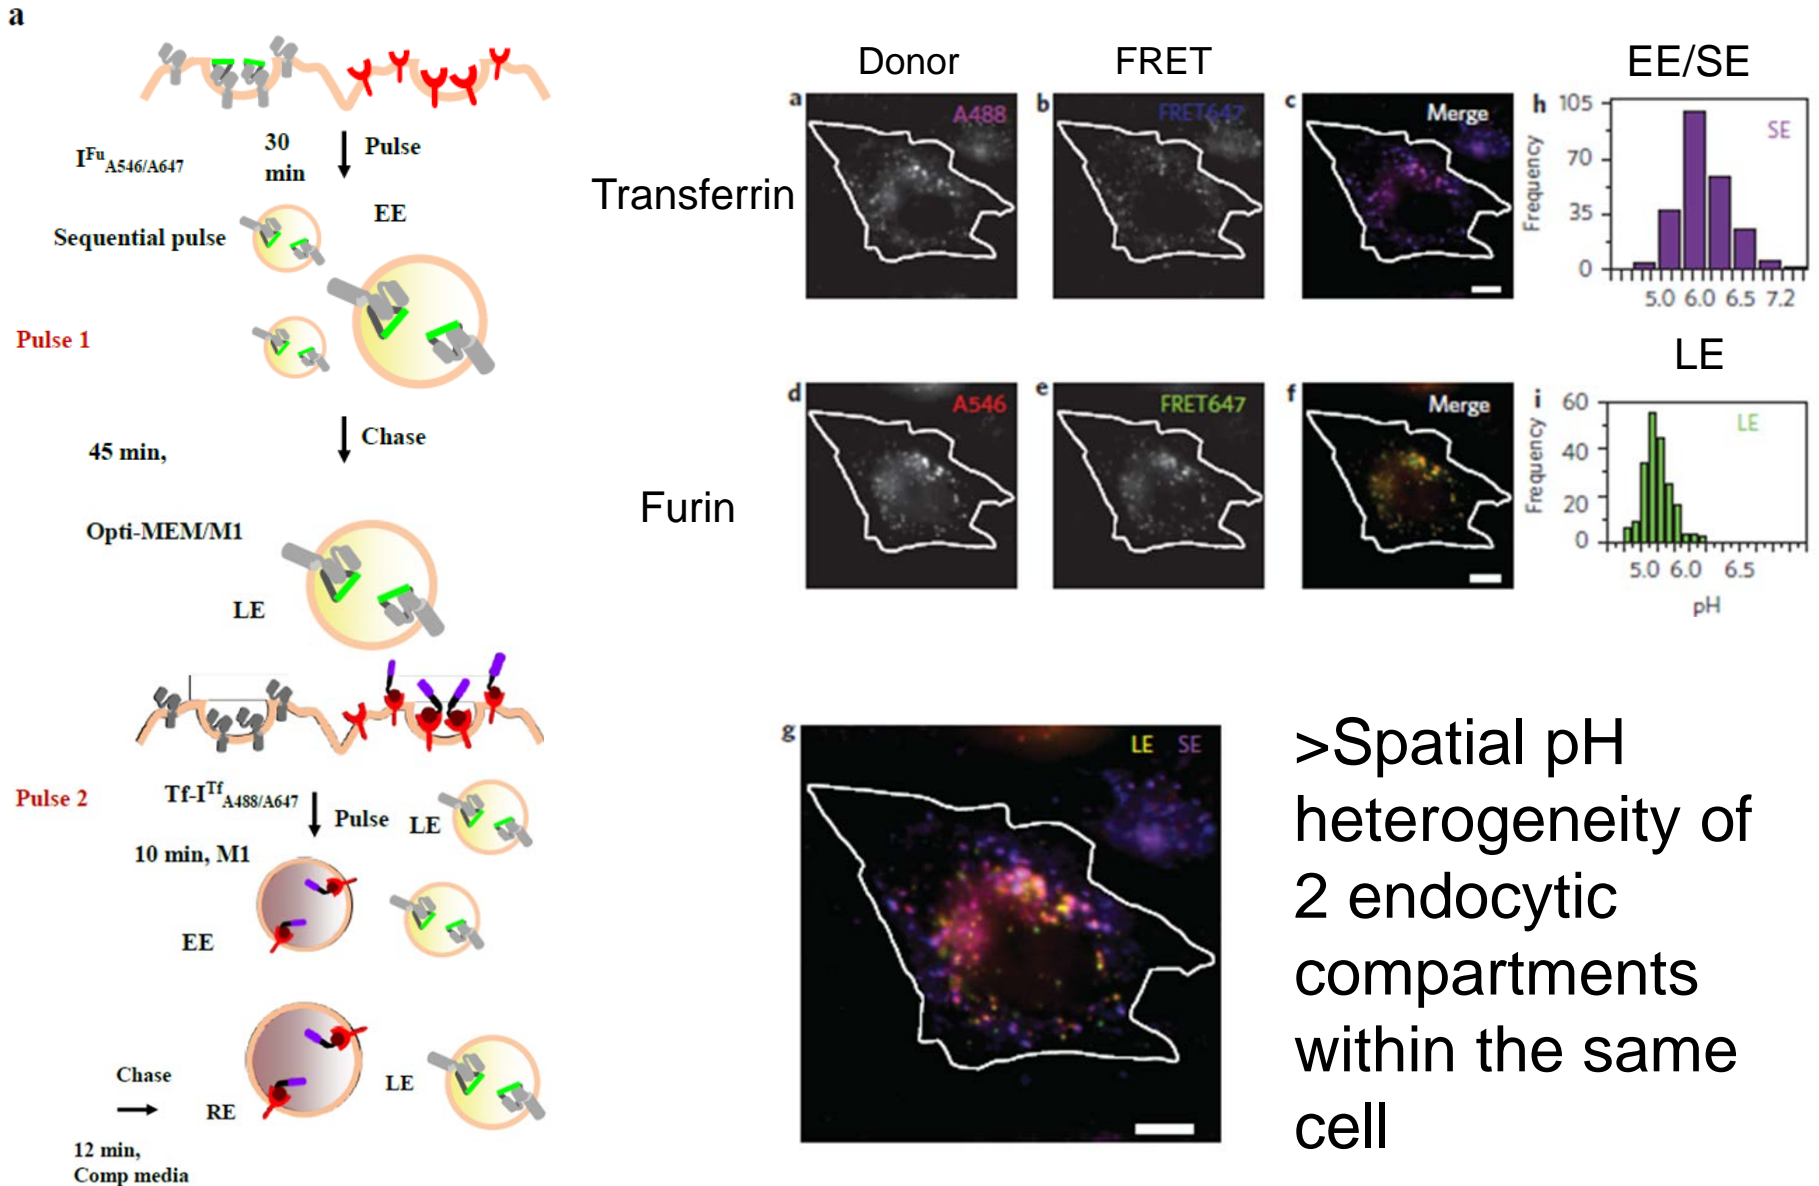 a
I^Fu A546/A647
30
min
Pulse
Sequential pulse
EE
Pulse 1
Chase
45 min,
Opti-MEM/M1
LE
Pulse 2
Tf-I^Tf A488/A647
Pulse
LE
10 min, M1
EE
Chase
RE
LE
12 min,
Comp media
Donor
FRET
EE/SE
Transferrin
a
A488
b
FRET647
c
Merge
h
SE
Frequency
105
70
35
0
5.0 6.0 6.5 7.2
LE
Furin
d
A546
e
FRET647
f
Merge
i
LE
Frequency
60
40
20
0
5.0 6.0 6.5
pH
g
LE SE
>Spatial pH
heterogeneity of
2 endocytic
compartments
within the same
cell